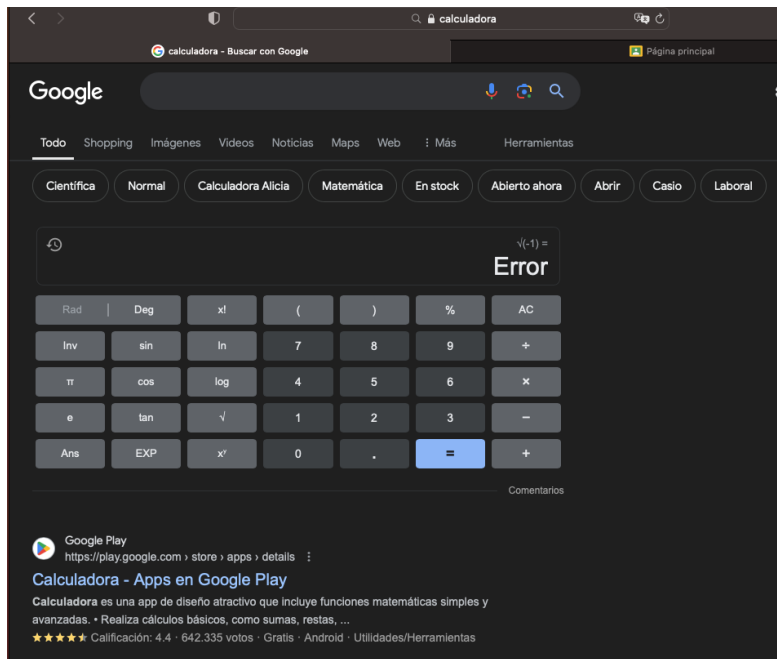 calculadora
calculadora - Buscar con Google
Página principal
Google
Todo Shopping Imágenes Videos Noticias Maps Web Más Herramientas
Científica Normal Calculadora Alicia Matemática En stock Abierto ahora Abrir Casio Laboral
√(-1) =
Error
Rad | Deg x! ( ) % AC
Inv sin ln 7 8 9 ÷
π cos log 4 5 6 ×
e tan √ 1 2 3 −
Ans EXP xʸ 0 . = +
Comentarios
Google Play
https://play.google.com › store › apps › details
Calculadora - Apps en Google Play
Calculadora es una app de diseño atractivo que incluye funciones matemáticas simples y
avanzadas. • Realiza cálculos básicos, como sumas, restas, ...
Calificación: 4.4 · 642.335 votos · Gratis · Android · Utilidades/Herramientas